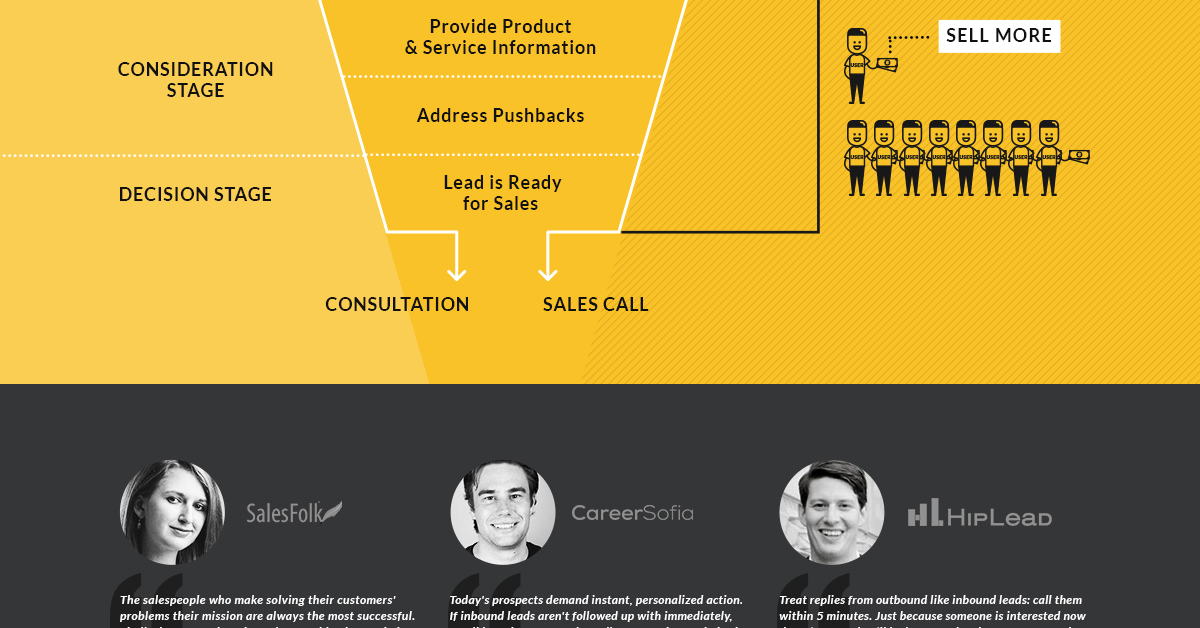 Provide Product
& Service Information
SELL MORE
CONSIDERATION
STAGE
USER
Address Pushbacks
USER USER USER USER USER USER USER USER
DECISION STAGE
Lead is Ready
for Sales
CONSULTATION
SALES CALL
SalesFolk
CareerSofia
HIPLEAD
The salespeople who make solving their customers'
problems their mission are always the most successful.
Today's prospects demand instant, personalized action.
If inbound leads aren't followed up with immediately,
Treat replies from outbound like inbound leads: call them
within 5 minutes. Just because someone is interested now